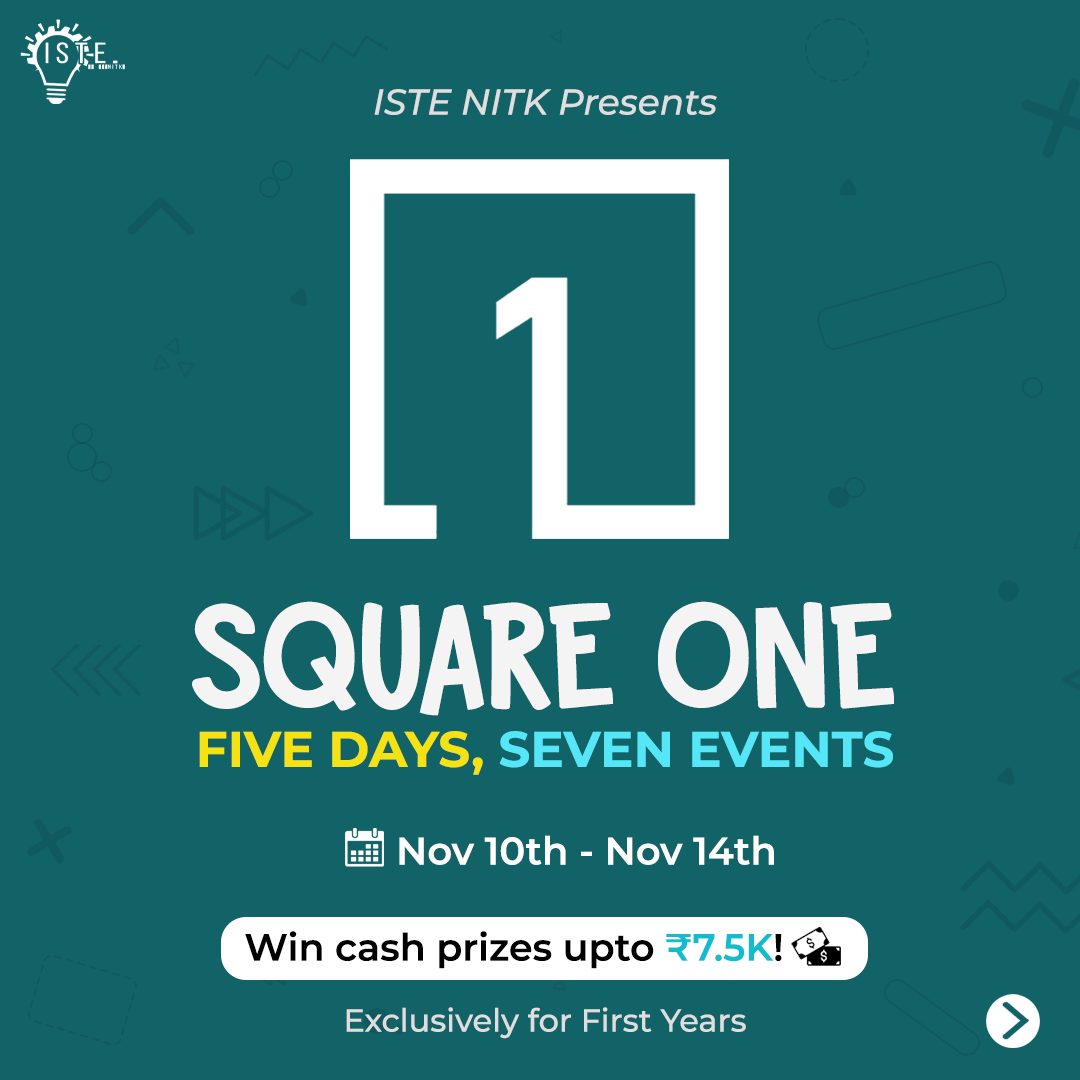 ISTE
ISTE NITK Presents
1
SQUARE ONE
FIVE DAYS, SEVEN EVENTS
Nov 10th - Nov 14th
Win cash prizes upto ₹7.5K!
Exclusively for First Years